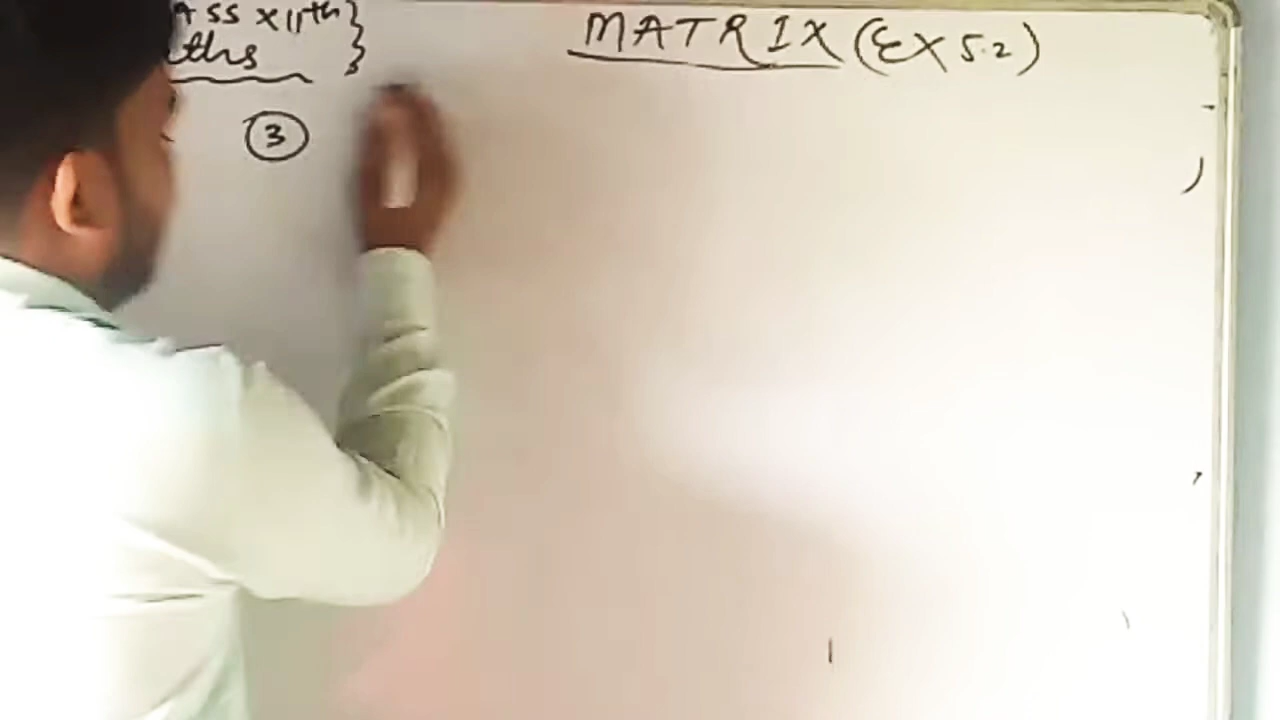 ASS XIIth }
ths
MATRIX (EX 5.2)
3